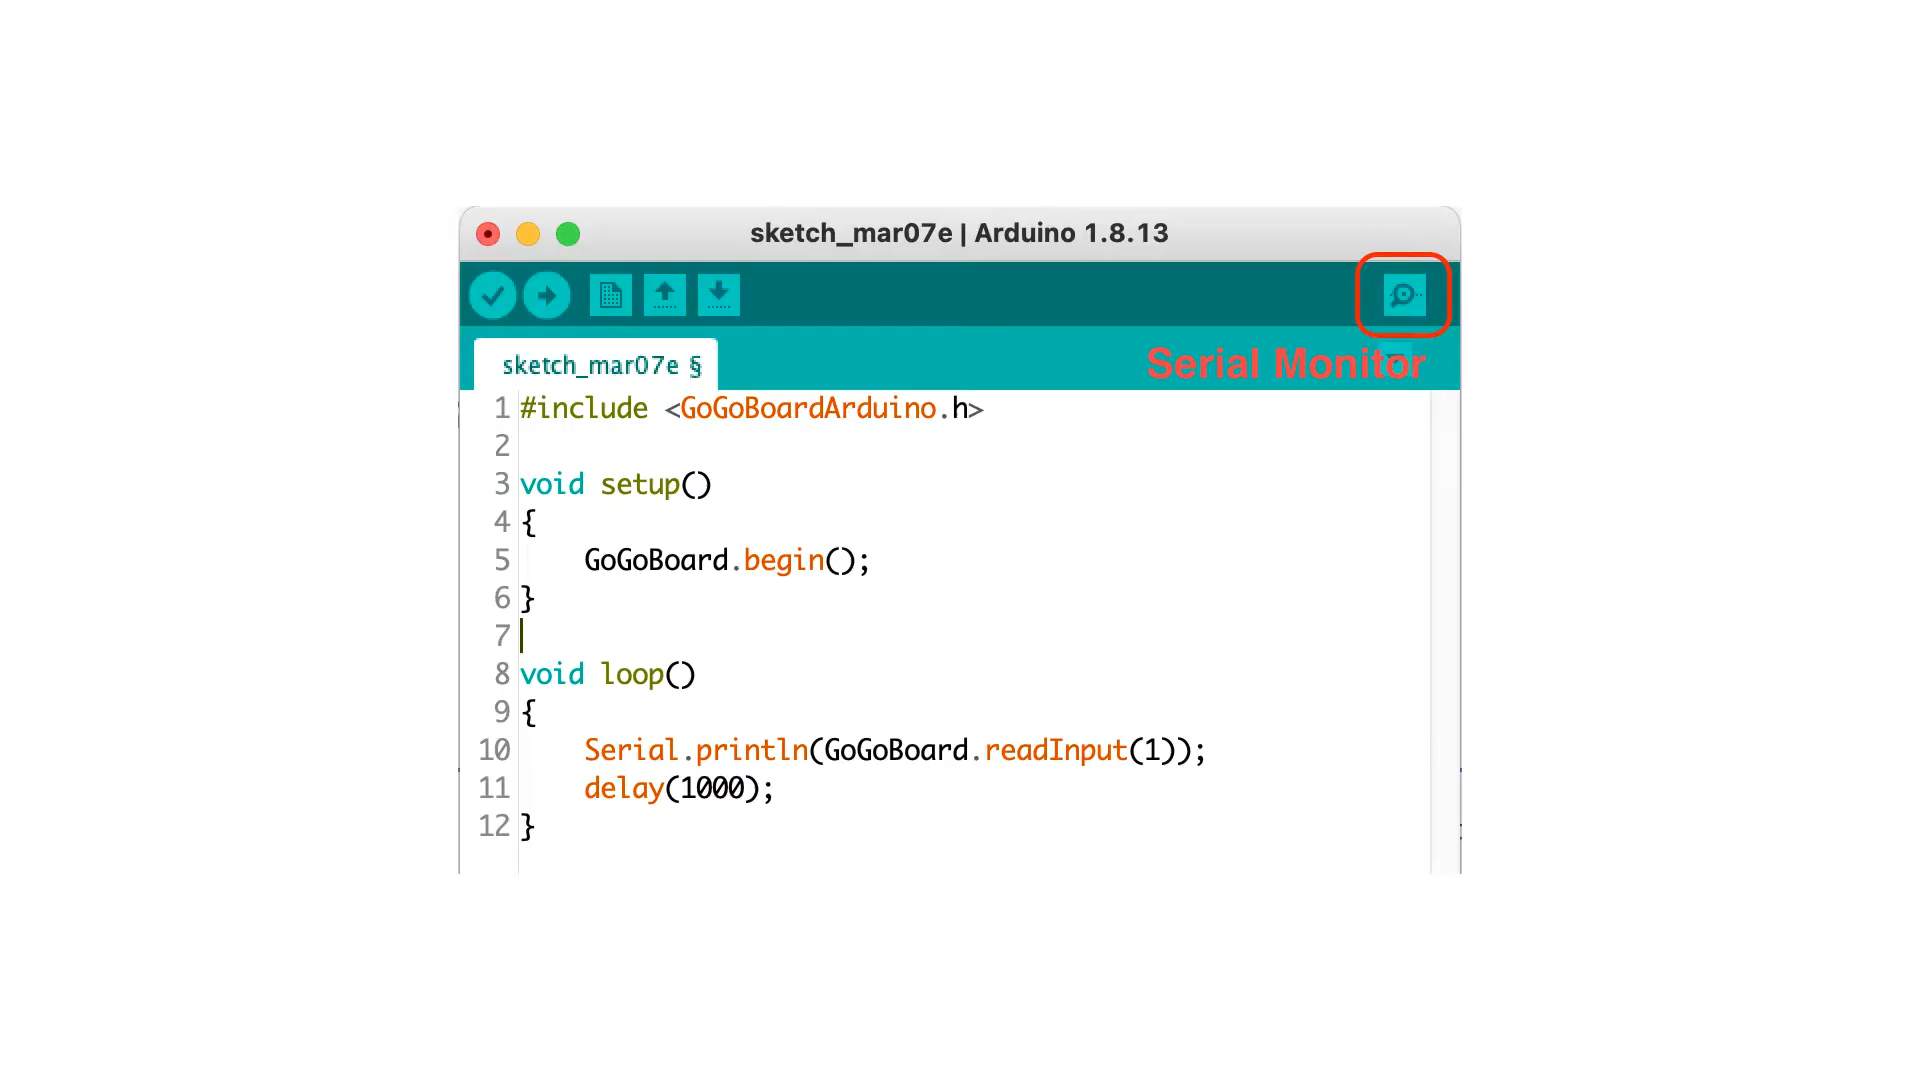 sketch_mar07e | Arduino 1.8.13
sketch_mar07e §
Serial Monitor
1 #include <GoGoBoardArduino.h>
2
3 void setup()
4 {
5 GoGoBoard.begin();
6 }
7
8 void loop()
9 {
10 Serial.println(GoGoBoard.readInput(1));
11 delay(1000);
12 }